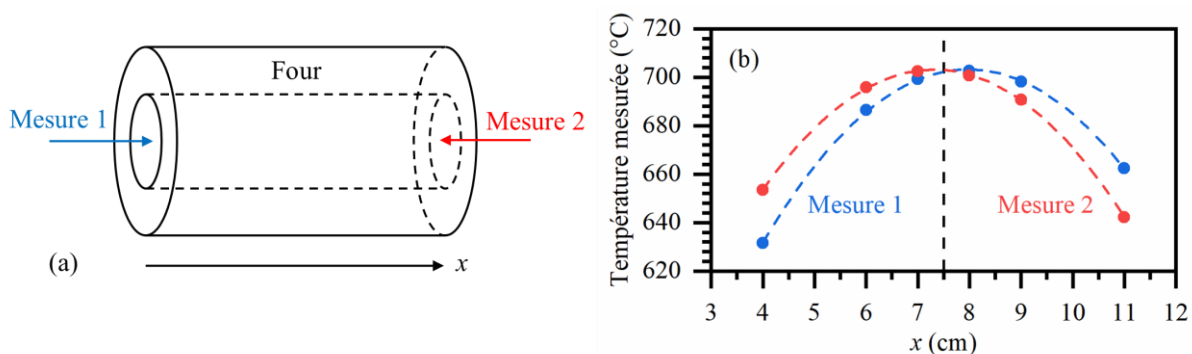 Four
Mesure 1
Mesure 2
(a)
x
Température mesurée (°C)
720
700
680
660
640
620
(b)
Mesure 1
Mesure 2
3 4 5 6 7 8 9 10 11 12
x (cm)